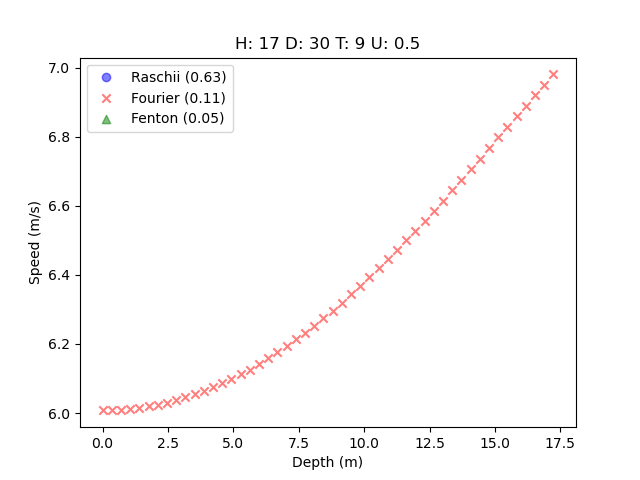 H: 17 D: 30 T: 9 U: 0.5
Raschii (0.63)
Fourier (0.11)
Fenton (0.05)
7.0
6.8
6.6
6.4
6.2
6.0
Speed (m/s)
0.0 2.5 5.0 7.5 10.0 12.5 15.0 17.5
Depth (m)